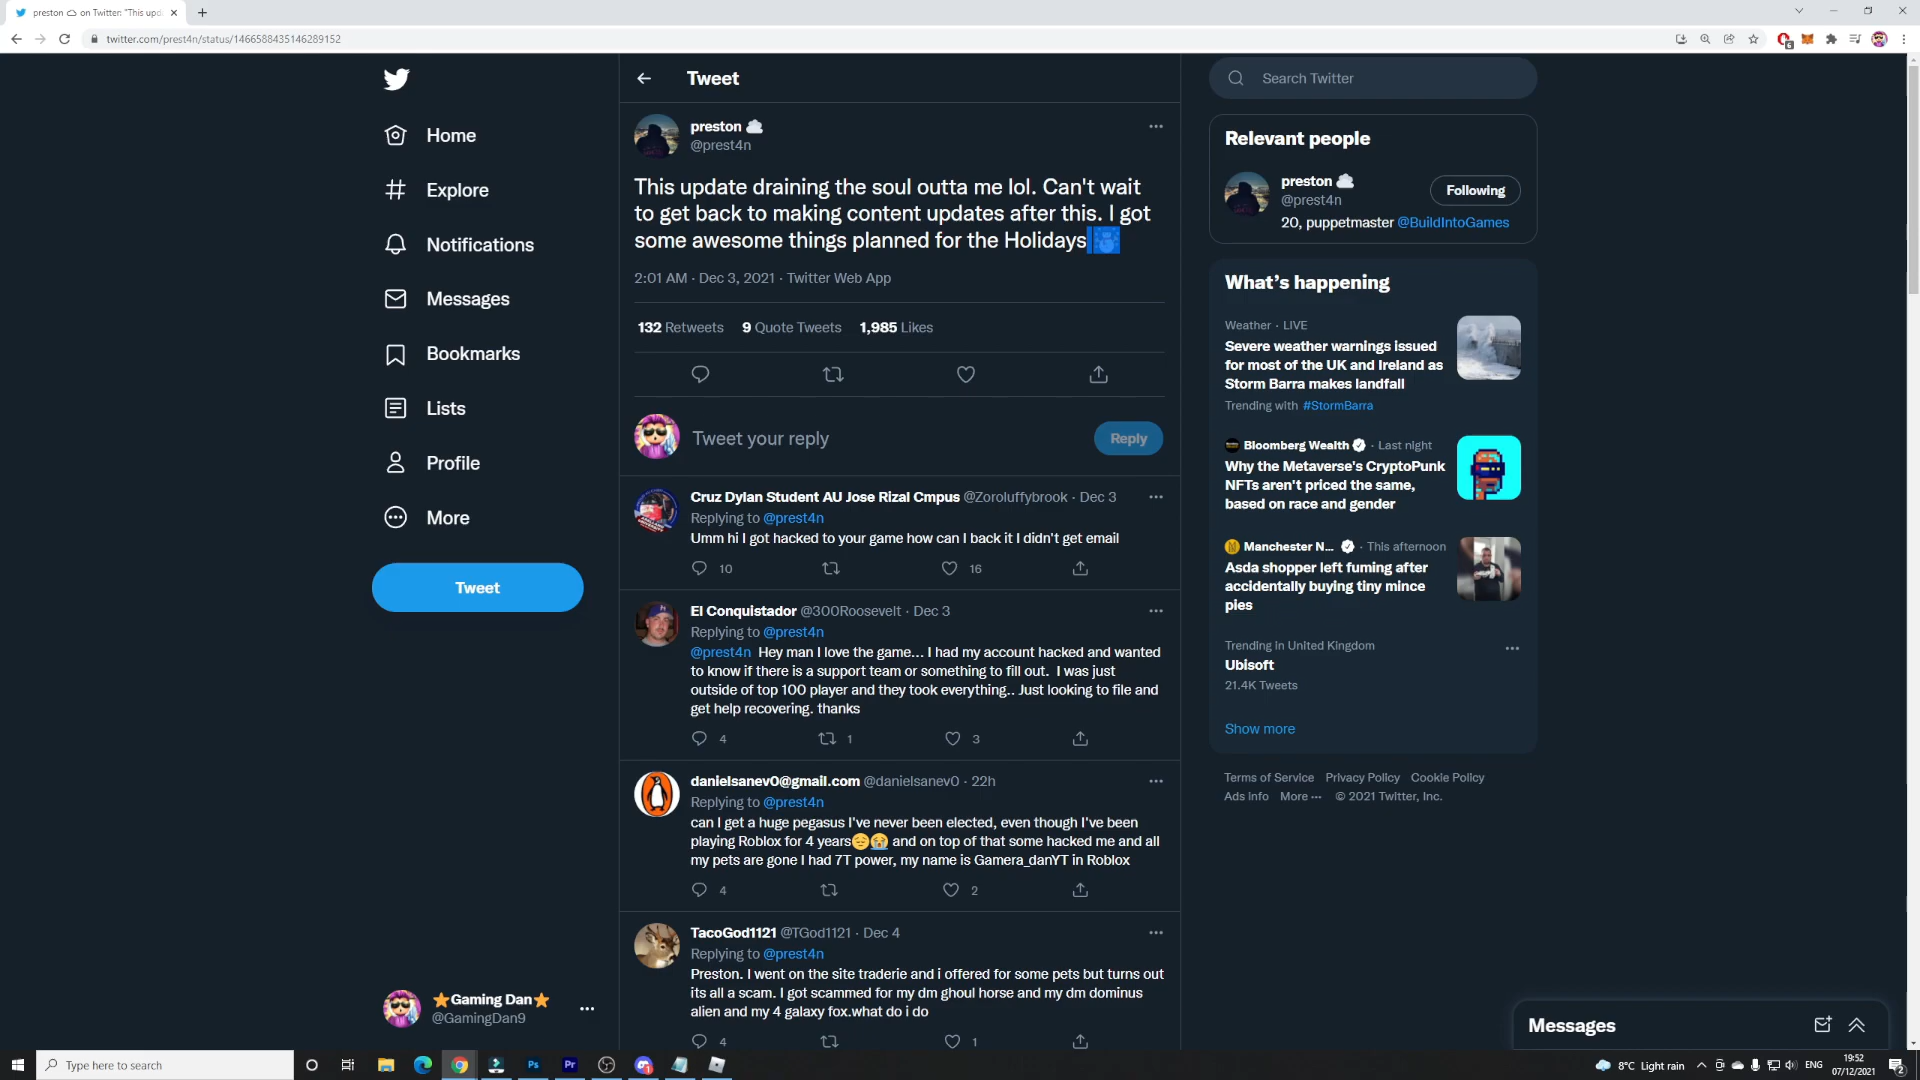 preston on Twitter: "This upd
twitter.com/prest4n/status/1466588435146289152
Home
Explore
Notifications
Messages
Bookmarks
Lists
Profile
More
Tweet
Gaming Dan
@GamingDan9
Tweet
preston
@prest4n
This update draining the soul outta me lol. Can't wait
to get back to making content updates after this. I got
some awesome things planned for the Holidays
2:01 AM · Dec 3, 2021 · Twitter Web App
132 Retweets 9 Quote Tweets 1,985 Likes
Tweet your reply
Reply
Cruz Dylan Student AU Jose Rizal Cmpus @Zoroluffybrook · Dec 3
Replying to @prest4n
Umm hi I got hacked to your game how can I back it I didn't get email
10 16
El Conquistador @300Roosevelt · Dec 3
Replying to @prest4n
@prest4n Hey man I love the game... I had my account hacked and wanted
to know if there is a support team or something to fill out. I was just
outside of top 100 player and they took everything.. Just looking to file and
get help recovering. thanks
4 1 3
danielsanev0@gmail.com @danielsanev0 · 22h
Replying to @prest4n
can I get a huge pegasus I've never been elected, even though I've been
playing Roblox for 4 years and on top of that some hacked me and all
my pets are gone I had 7T power, my name is Gamera_danYT in Roblox
4 2
TacoGod1121 @TGod1121 · Dec 4
Replying to @prest4n
Preston. I went on the site traderie and i offered for some pets but turns out
its all a scam. I got scammed for my dm ghoul horse and my dm dominus
alien and my 4 galaxy fox.what do i do
4 1
Search Twitter
Relevant people
preston
@prest4n
Following
20, puppetmaster @BuildIntoGames
What's happening
Weather · LIVE
Severe weather warnings issued
for most of the UK and Ireland as
Storm Barra makes landfall
Trending with #StormBarra
Bloomberg Wealth · Last night
Why the Metaverse's CryptoPunk
NFTs aren't priced the same,
based on race and gender
Manchester N... · This afternoon
Asda shopper left fuming after
accidentally buying tiny mince
pies
Trending in United Kingdom
Ubisoft
21.4K Tweets
Show more
Terms of Service Privacy Policy Cookie Policy
Ads info More ··· © 2021 Twitter, Inc.
Messages
Type here to search
Ps
Pr
8°C Light rain
ENG
19:52
07/12/2021
2